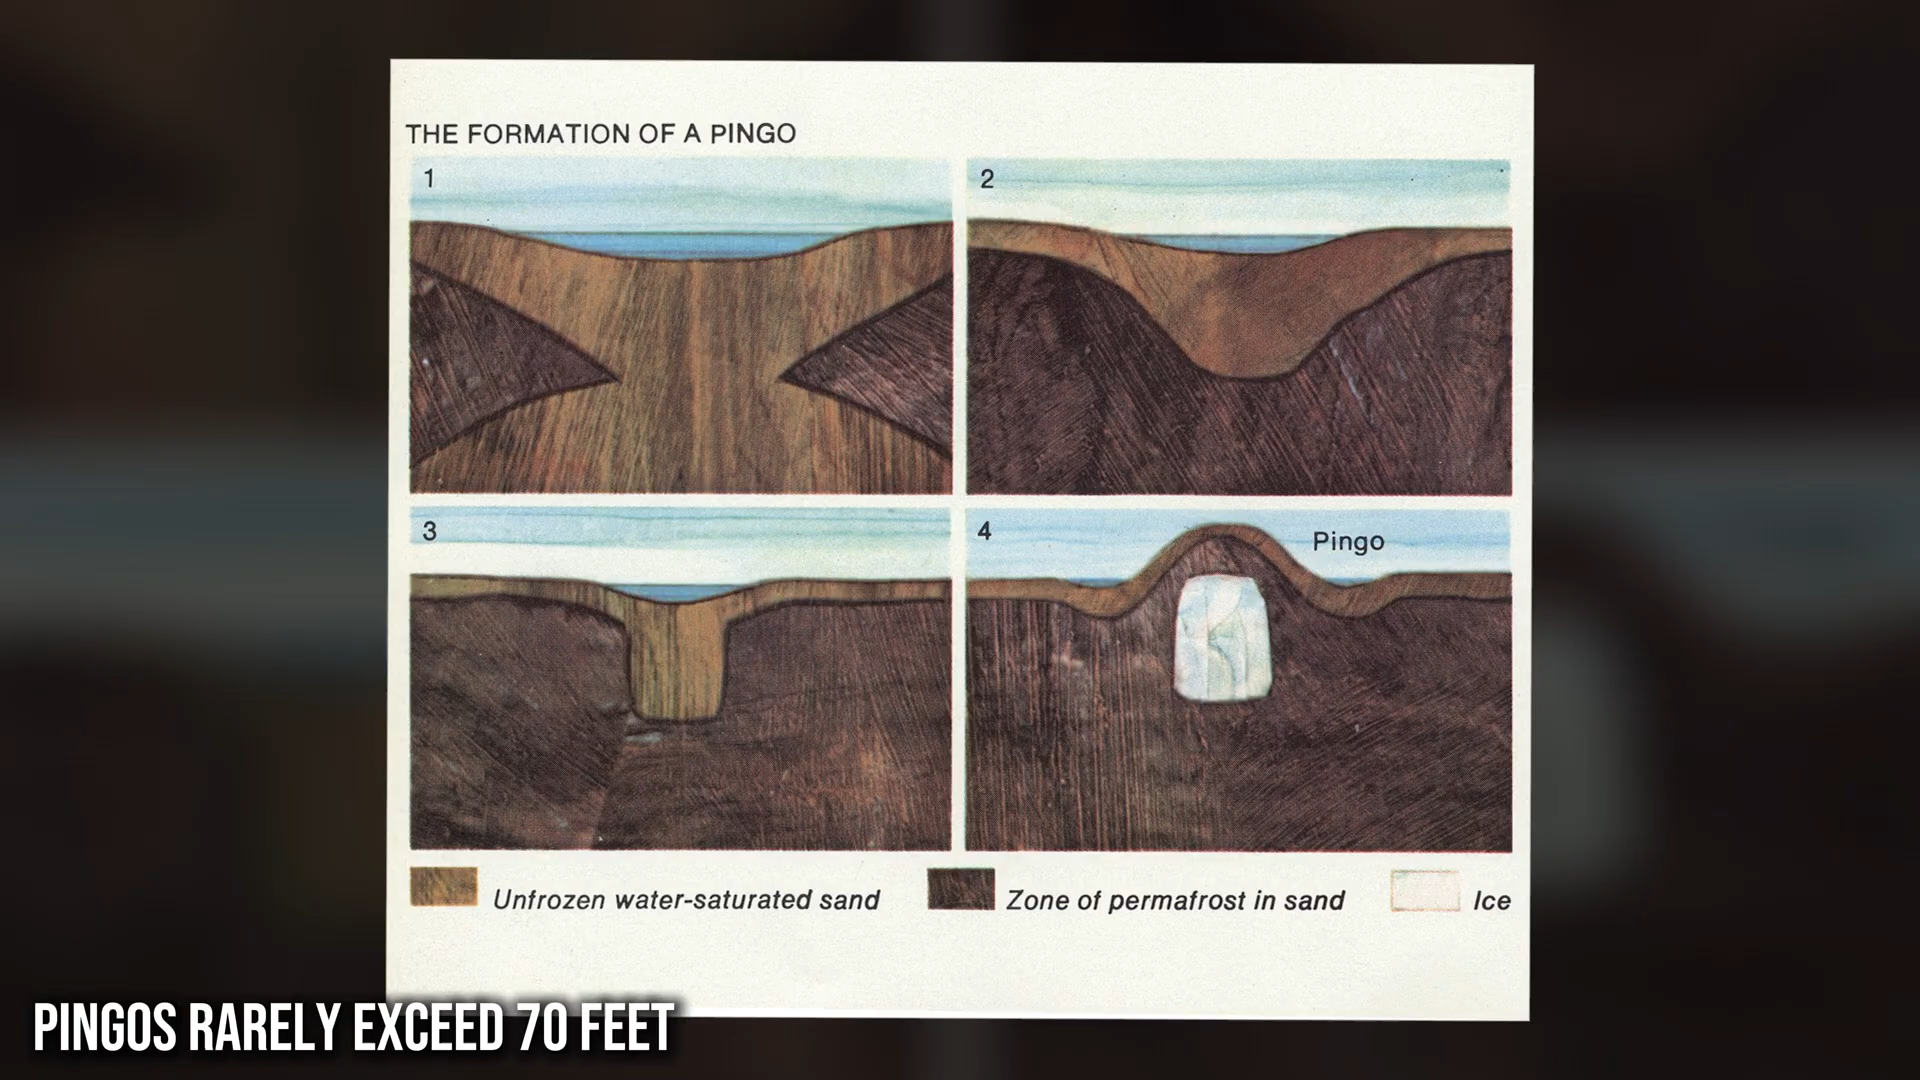 THE FORMATION OF A PINGO
1
2
3
4
Pingo
Unfrozen water-saturated sand
Zone of permafrost in sand
Ice
PINGOS RARELY EXCEED 70 FEET